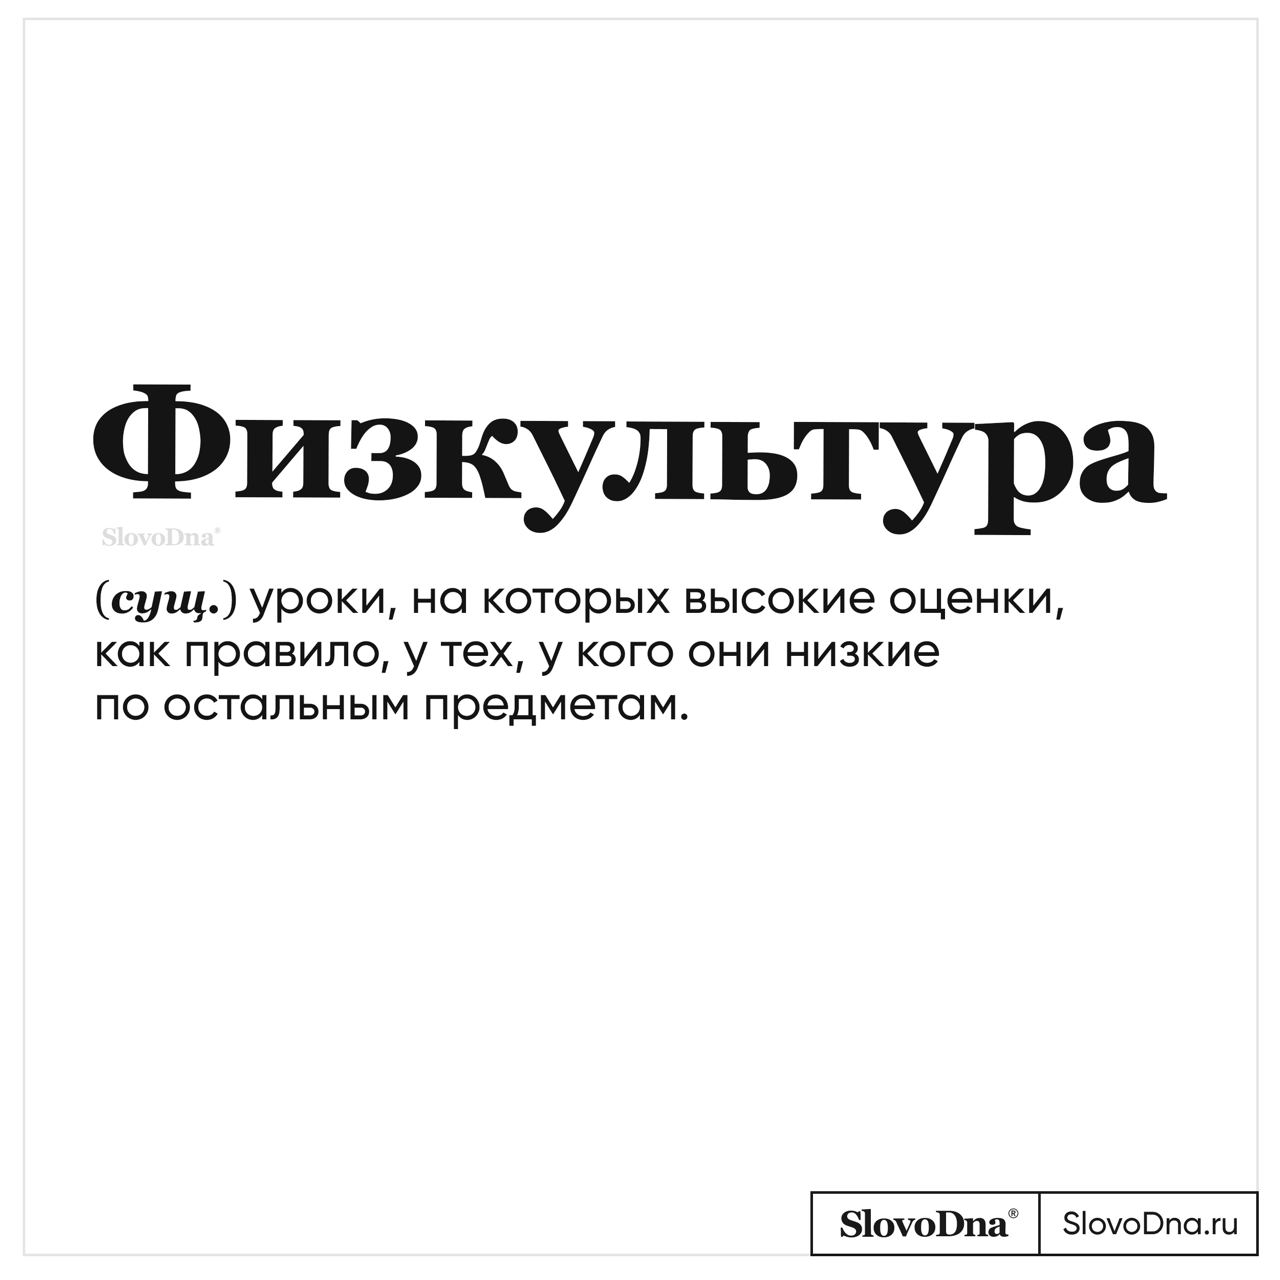 Физкультура
SlovoDna®
(сущ.) уроки, на которых высокие оценки,
как правило, у тех, у кого они низкие
по остальным предметам.
SlovoDna® SlovoDna.ru